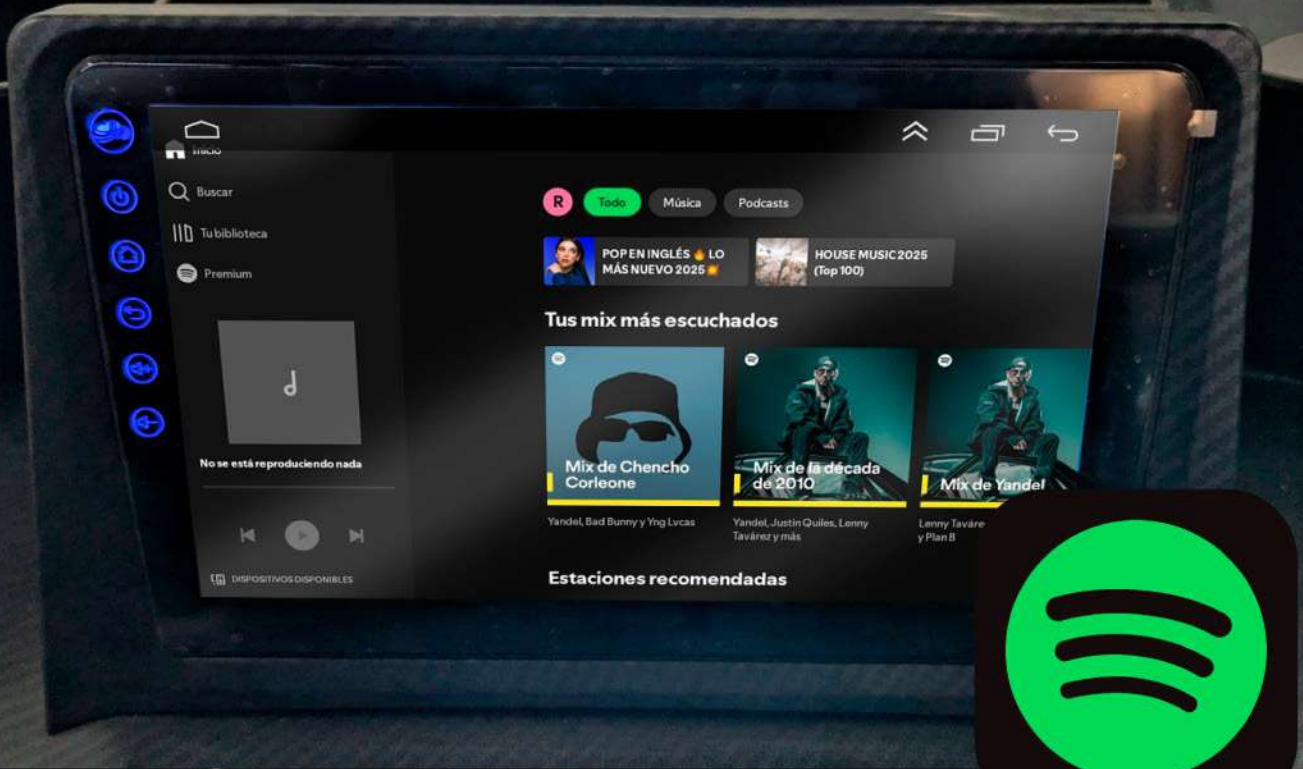 Inicio
Buscar
Tu biblioteca
Premium
No se está reproduciendo nada
DISPOSITIVOS DISPONIBLES
R
Todo
Música
Podcasts
POP EN INGLÉS 🔥 LO
MÁS NUEVO 2025 💥
HOUSE MUSIC 2025
(Top 100)
Tus mix más escuchados
Mix de Chencho
Corleone
Yandel, Bad Bunny y Yng Lvcas
Mix de la década
de 2010
Yandel, Justin Quiles, Lenny
Tavárez y más
Mix de Yandel
Lenny Taváre
y Plan B
Estaciones recomendadas